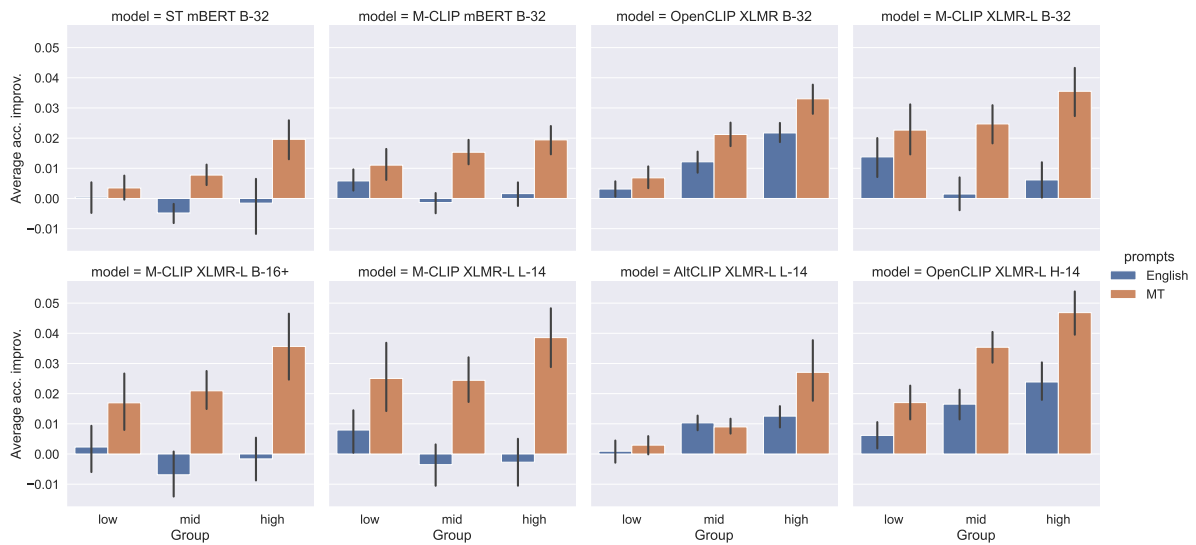 model = ST mBERT B-32
model = M-CLIP mBERT B-32
model = OpenCLIP XLMR B-32
model = M-CLIP XLMR-L B-32
Average acc. improv.
0.05
0.04
0.03
0.02
0.01
0.00
−0.01
model = M-CLIP XLMR-L B-16+
model = M-CLIP XLMR-L L-14
model = AltCLIP XLMR-L L-14
model = OpenCLIP XLMR-L H-14
Average acc. improv.
0.05
0.04
0.03
0.02
0.01
0.00
−0.01
low mid high
Group
low mid high
Group
low mid high
Group
low mid high
Group
prompts
English
MT